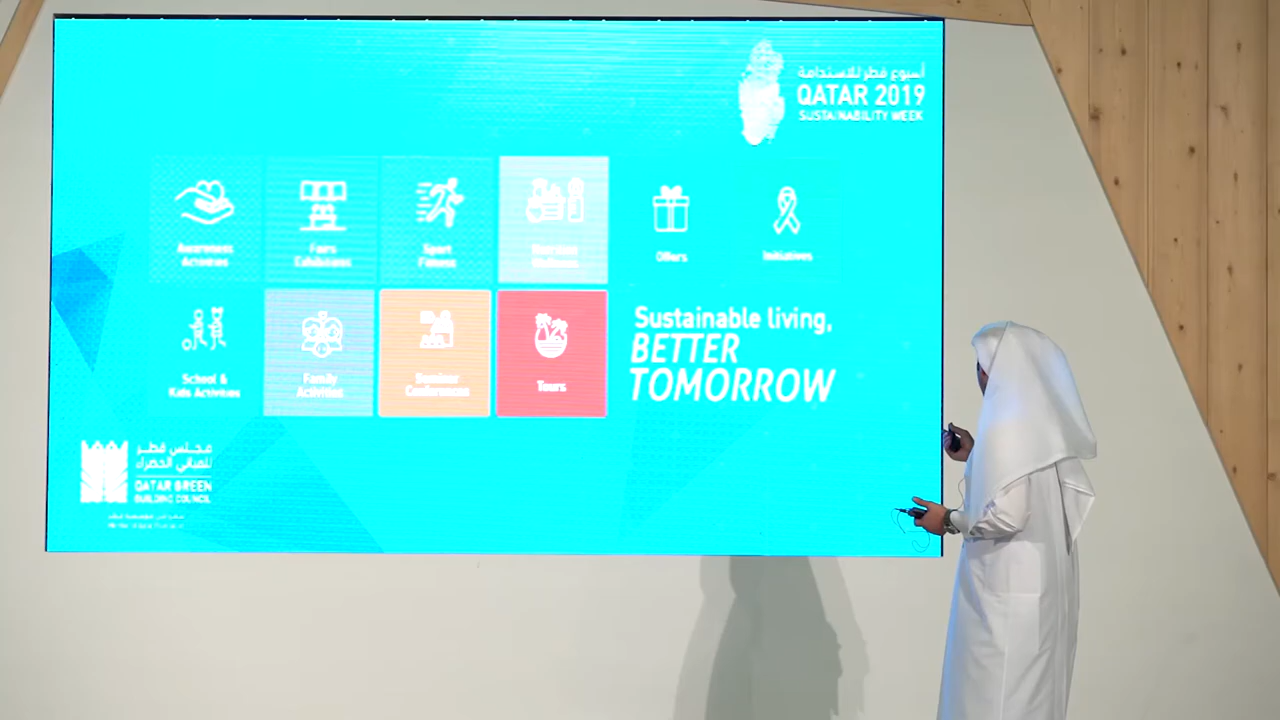 أسبوع قطر للاستدامة
QATAR 2019
SUSTAINABILITY WEEK
Awareness
Activities
Fairs
Exhibitions
Sport
Fitness
Offers
Initiatives
School &
Kids Activities
Family
Activities
Seminar
Conferences
Tours
Sustainable living,
BETTER
TOMORROW
مجلس قطر
للمباني الخضراء
QATAR GREEN
BUILDING COUNCIL